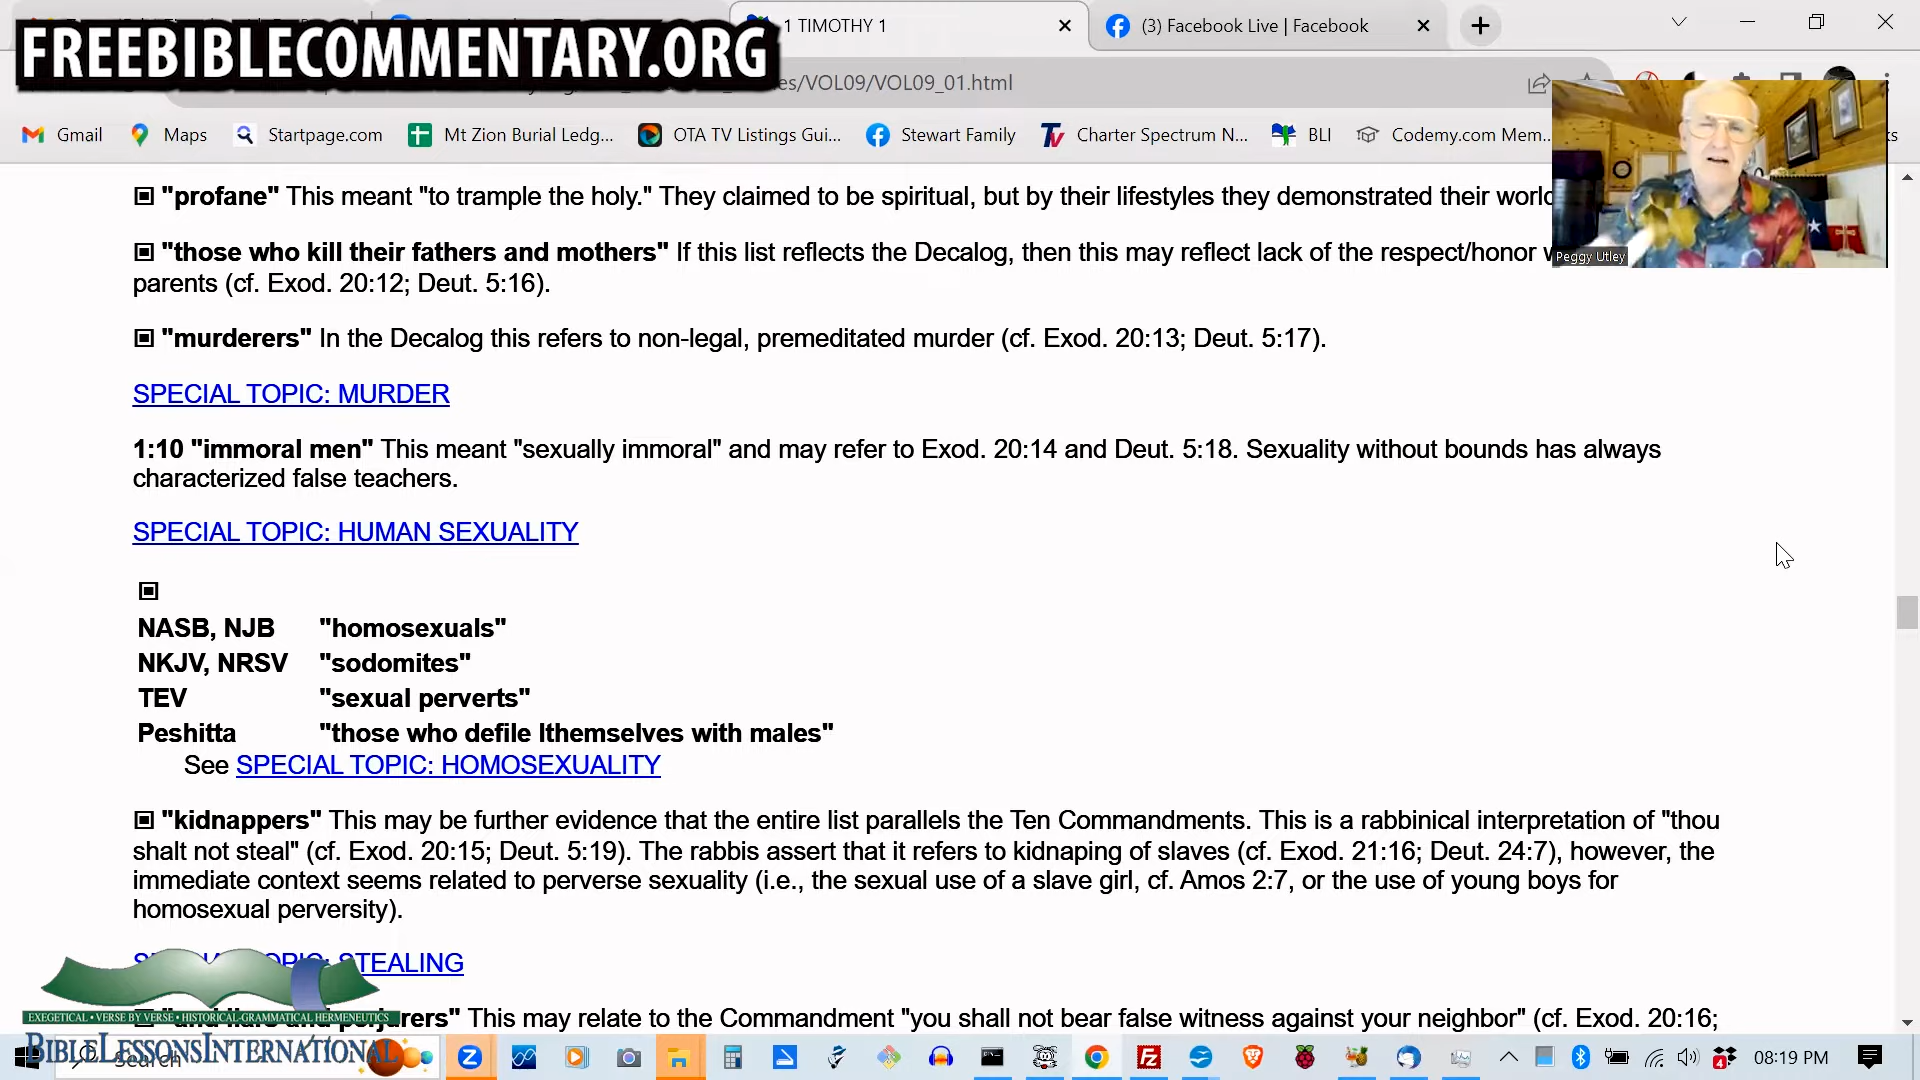 FREEBIBLECOMMENTARY.ORG
1 TIMOTHY 1
(3) Facebook Live | Facebook
es/VOL09/VOL09_01.html
Gmail
Maps
Startpage.com
Mt Zion Burial Ledg...
OTA TV Listings Gui...
Stewart Family
Charter Spectrum N...
BLI
Codemy.com Mem...
"profane" This meant "to trample the holy." They claimed to be spiritual, but by their lifestyles they demonstrated their world
Peggy Utley
"those who kill their fathers and mothers" If this list reflects the Decalog, then this may reflect lack of the respect/honor
parents (cf. Exod. 20:12; Deut. 5:16).
"murderers" In the Decalog this refers to non-legal, premeditated murder (cf. Exod. 20:13; Deut. 5:17).
SPECIAL TOPIC: MURDER
1:10 "immoral men" This meant "sexually immoral" and may refer to Exod. 20:14 and Deut. 5:18. Sexuality without bounds has always
characterized false teachers.
SPECIAL TOPIC: HUMAN SEXUALITY
NASB, NJB "homosexuals"
NKJV, NRSV "sodomites"
TEV "sexual perverts"
Peshitta "those who defile lthemselves with males"
See SPECIAL TOPIC: HOMOSEXUALITY
"kidnappers" This may be further evidence that the entire list parallels the Ten Commandments. This is a rabbinical interpretation of "thou
shalt not steal" (cf. Exod. 20:15; Deut. 5:19). The rabbis assert that it refers to kidnaping of slaves (cf. Exod. 21:16; Deut. 24:7), however, the
immediate context seems related to perverse sexuality (i.e., the sexual use of a slave girl, cf. Amos 2:7, or the use of young boys for
homosexual perversity).
STEALING
"and liars and perjurers" This may relate to the Commandment "you shall not bear false witness against your neighbor" (cf. Exod. 20:16;
EXEGETICAL • VERSE BY VERSE • HISTORICAL-GRAMMATICAL HERMENEUTICS
BIBLELESSONSINTERNATIONAL
Search
08:19 PM